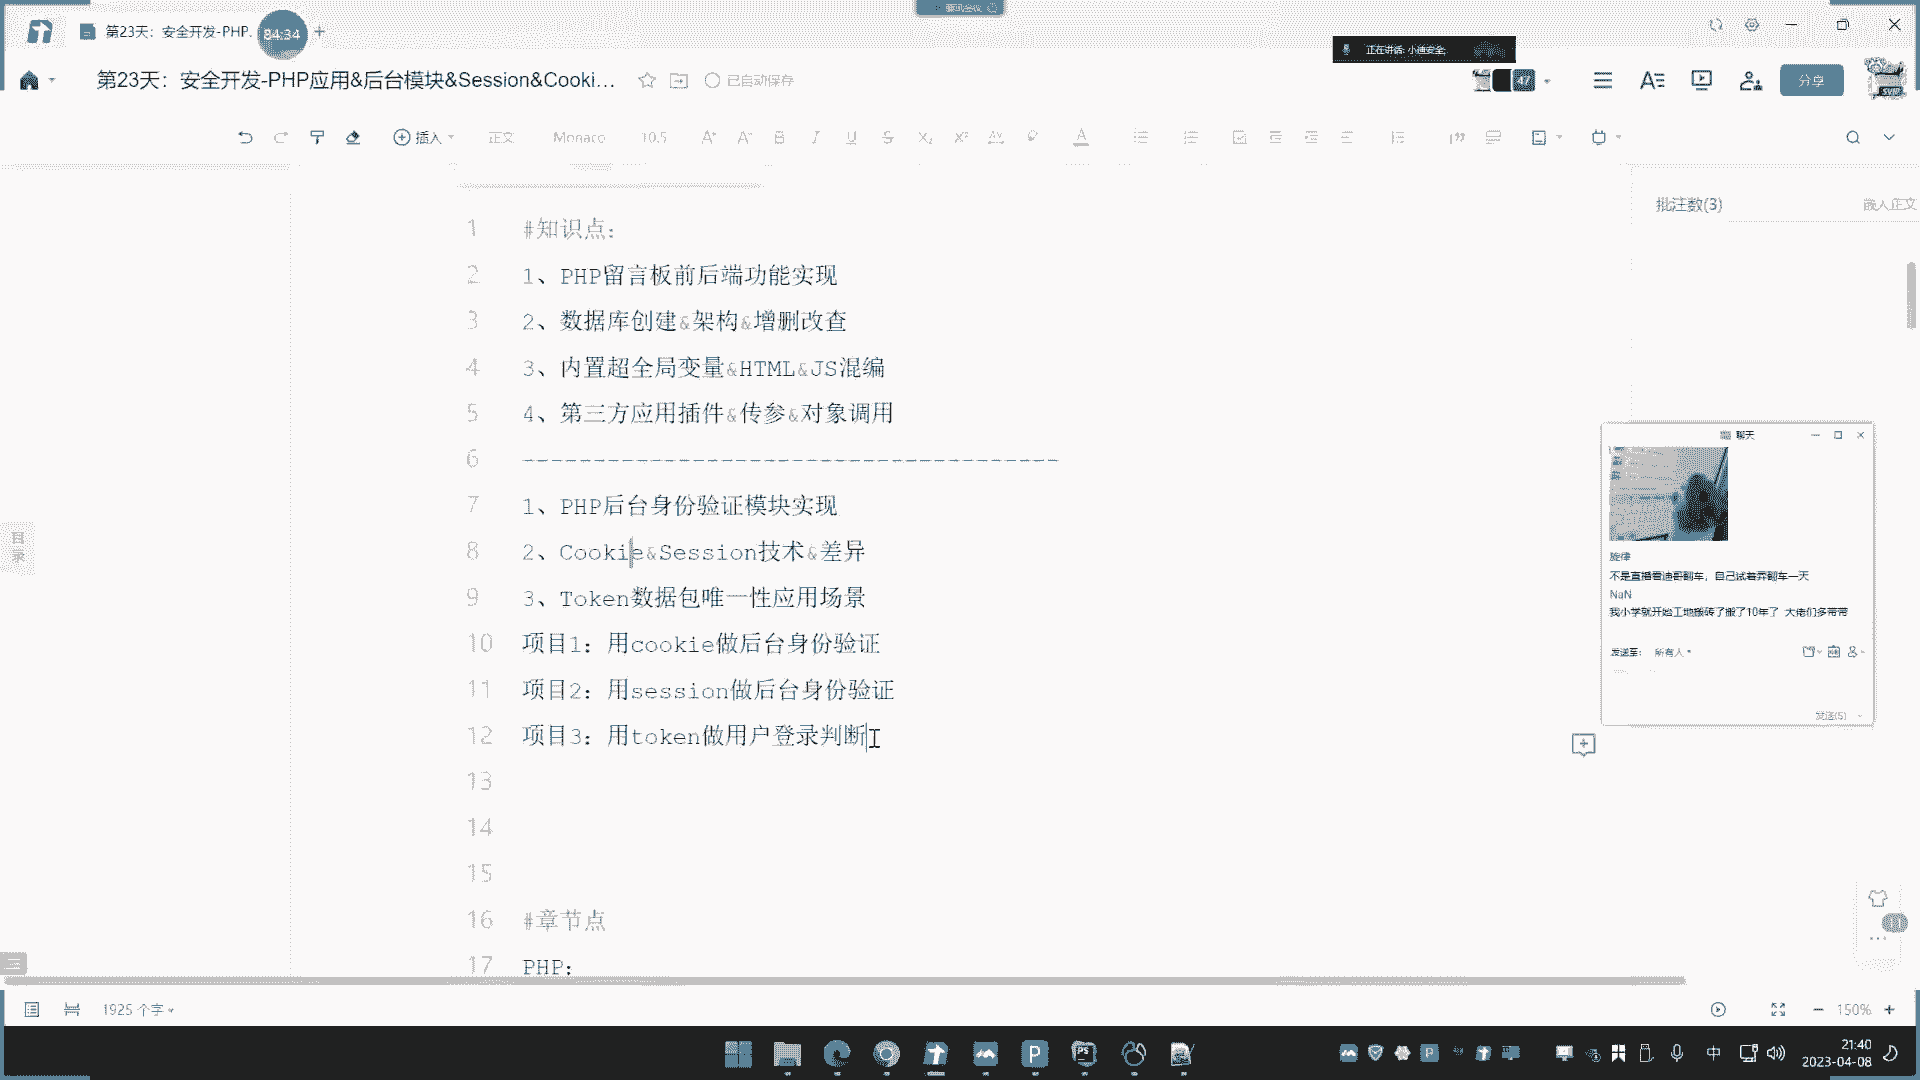 第23天：安全开发-PHP.
84:34
正在讲话: 小迪安全;
第23天：安全开发-PHP应用&后台模块&Session&Cooki...
已自动保存
47
分享
SVIP
插入
正文
Monaco
10.5
批注数(3)
嵌入正文
目录
1 #知识点：
2 1、PHP留言板前后端功能实现
3 2、数据库创建&架构&增删改查
4 3、内置超全局变量&HTML&JS混编
5 4、第三方应用插件&传参&对象调用
6 --------------------------------------
7 1、PHP后台身份验证模块实现
8 2、Cookie&Session技术&差异
9 3、Token数据包唯一性应用场景
10 项目1：用cookie做后台身份验证
11 项目2：用session做后台身份验证
12 项目3：用token做用户登录判断
13
14
15
16 #章节点
17 PHP：
聊天
旋律
不是直播看迪哥翻车，自己试着弄翻车一天
NaN
我小学就开始工地搬砖了搬了10年了 大佬们多带带
发送至: 所有人
发送(S)
1925 个字
150%
中
21:40
2023-04-08